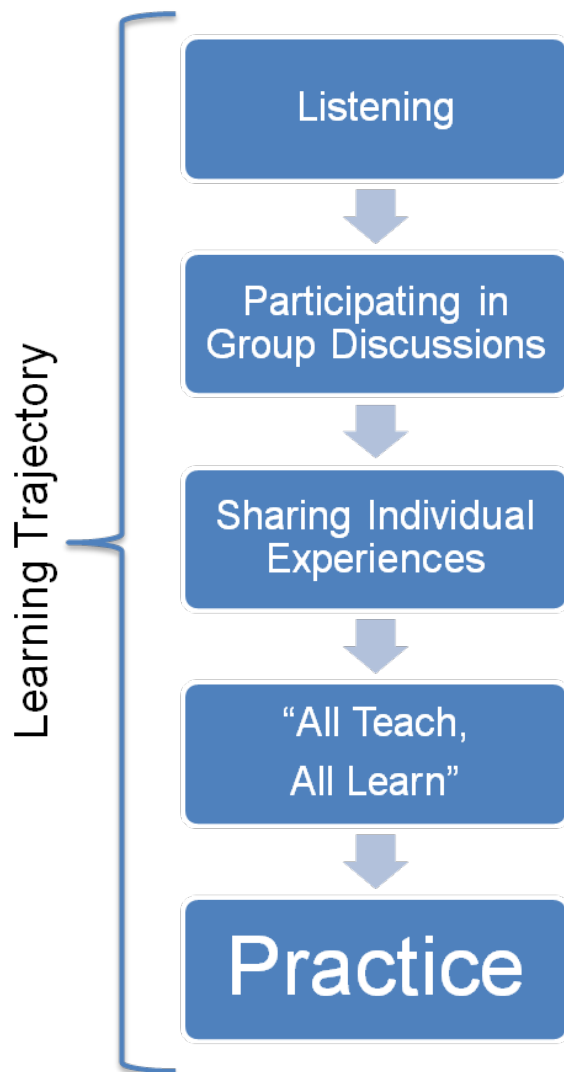 Learning Trajectory
Listening
Participating in
Group Discussions
Sharing Individual
Experiences
“All Teach,
All Learn”
Practice